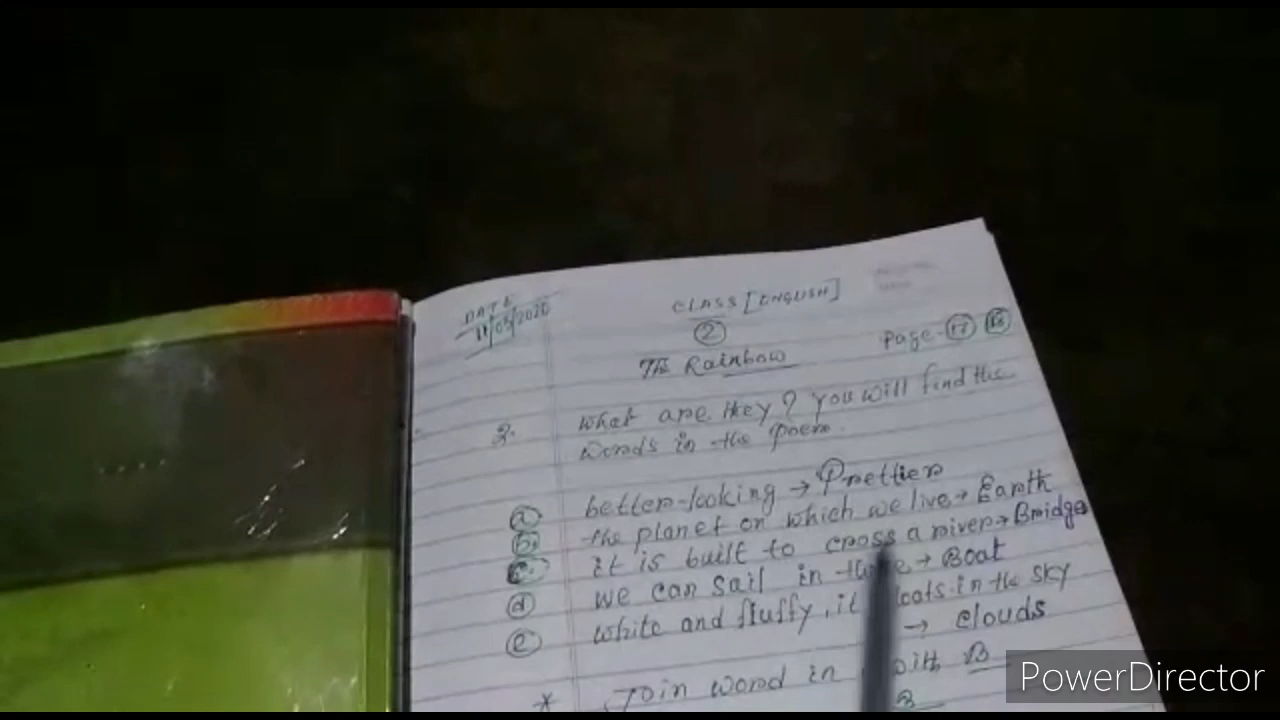 DATE
11/05/2020
CLASS [ENGLISH]
2
The Rainbow
Page - 17 18
2. What are they? You will find the
words in the poem.
a better-looking → Prettier
b. the planet on which we live → Earth
c. it is built to cross a river → Bridge
d we can sail in → Boat
e white and fluffy, it in the sky
→ clouds
* Join word in with B
B
PowerDirector